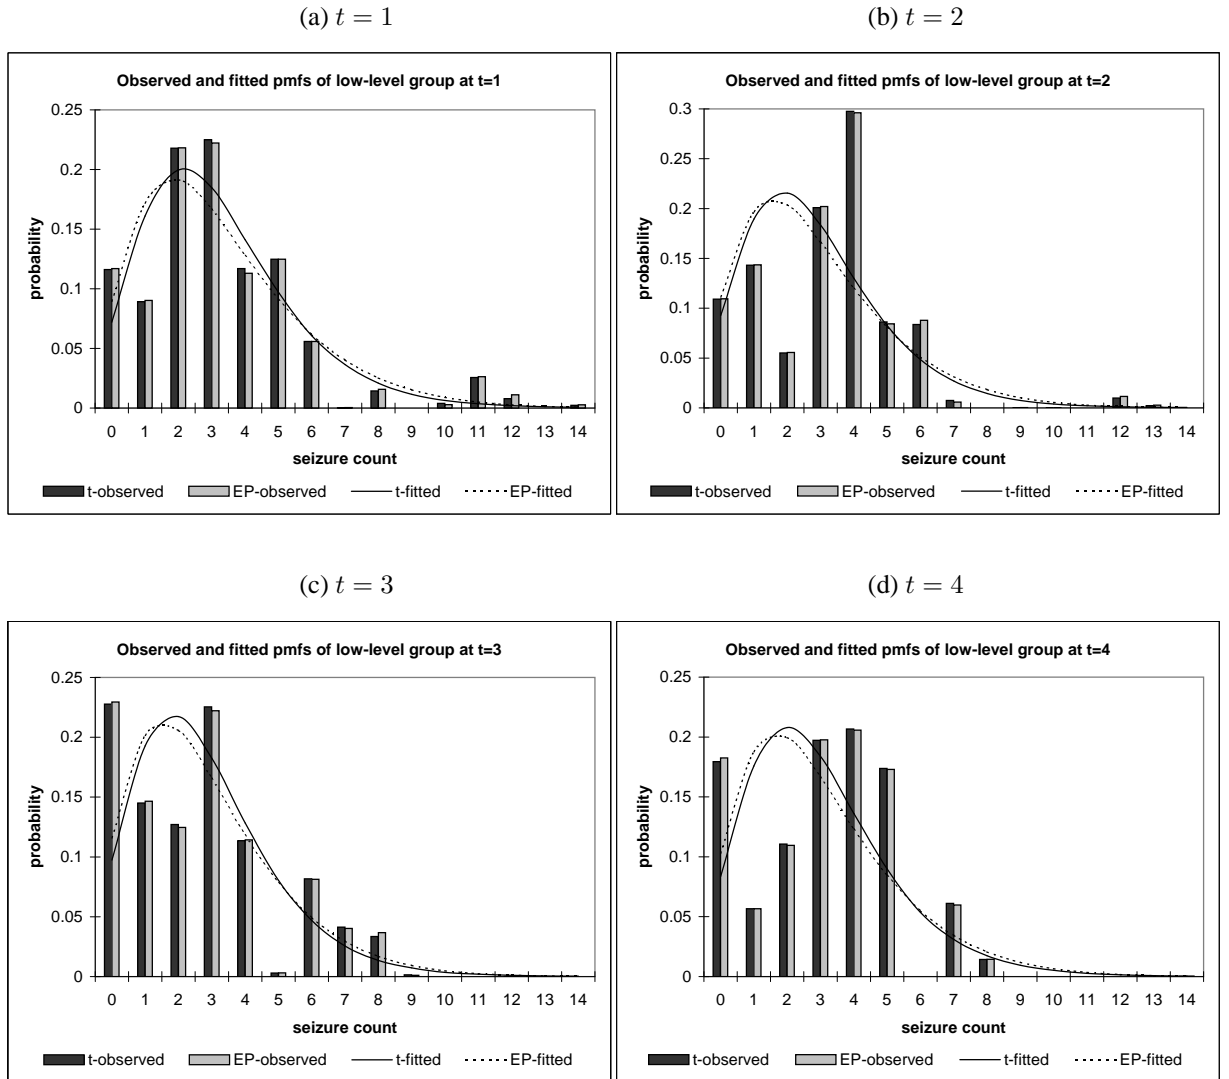 (a) t = 1
Observed and fitted pmfs of low-level group at t=1
0.25
0.2
0.15
0.1
0.05
0
probability
0 1 2 3 4 5 6 7 8 9 10 11 12 13 14
seizure count
t-observed EP-observed t-fitted EP-fitted
(b) t = 2
Observed and fitted pmfs of low-level group at t=2
0.3
0.25
0.2
0.15
0.1
0.05
0
probability
0 1 2 3 4 5 6 7 8 9 10 11 12 13 14
seizure count
t-observed EP-observed t-fitted EP-fitted
(c) t = 3
Observed and fitted pmfs of low-level group at t=3
0.25
0.2
0.15
0.1
0.05
0
probability
0 1 2 3 4 5 6 7 8 9 10 11 12 13 14
seizure count
t-observed EP-observed t-fitted EP-fitted
(d) t = 4
Observed and fitted pmfs of low-level group at t=4
0.25
0.2
0.15
0.1
0.05
0
probability
0 1 2 3 4 5 6 7 8 9 10 11 12 13 14
seizure count
t-observed EP-observed t-fitted EP-fitted